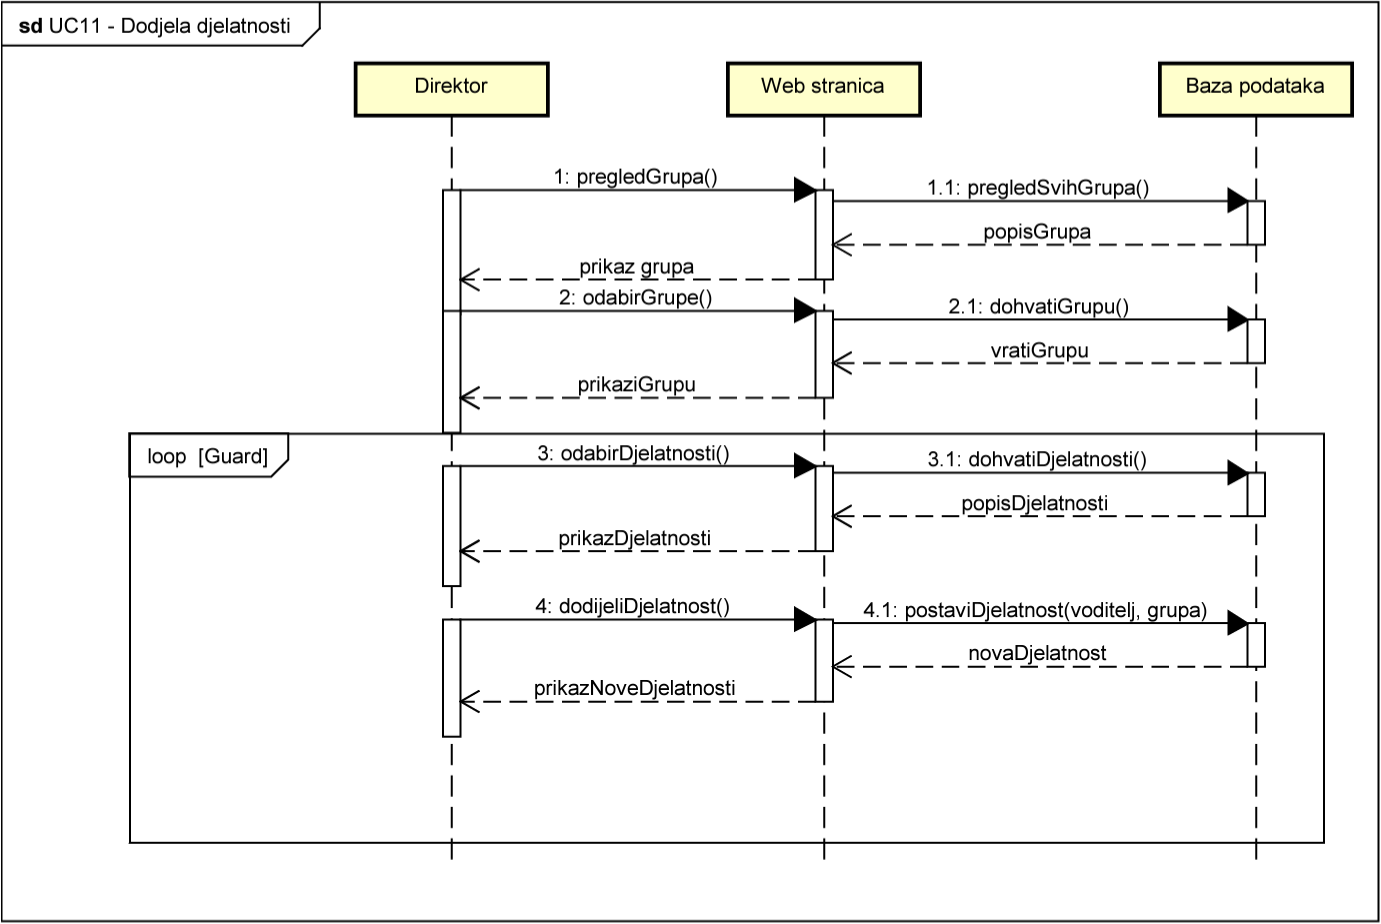 sd UC11 - Dodjela djelatnosti
Direktor
Web stranica
Baza podataka
1: pregledGrupa()
1.1: pregledSvihGrupa()
popisGrupa
prikaz grupa
2: odabirGrupe()
2.1: dohvatiGrupu()
vratiGrupu
prikaziGrupu
loop [Guard]
3: odabirDjelatnosti()
3.1: dohvatiDjelatnosti()
popisDjelatnosti
prikazDjelatnosti
4: dodijeliDjelatnost()
4.1: postaviDjelatnost(voditelj, grupa)
novaDjelatnost
prikazNoveDjelatnosti